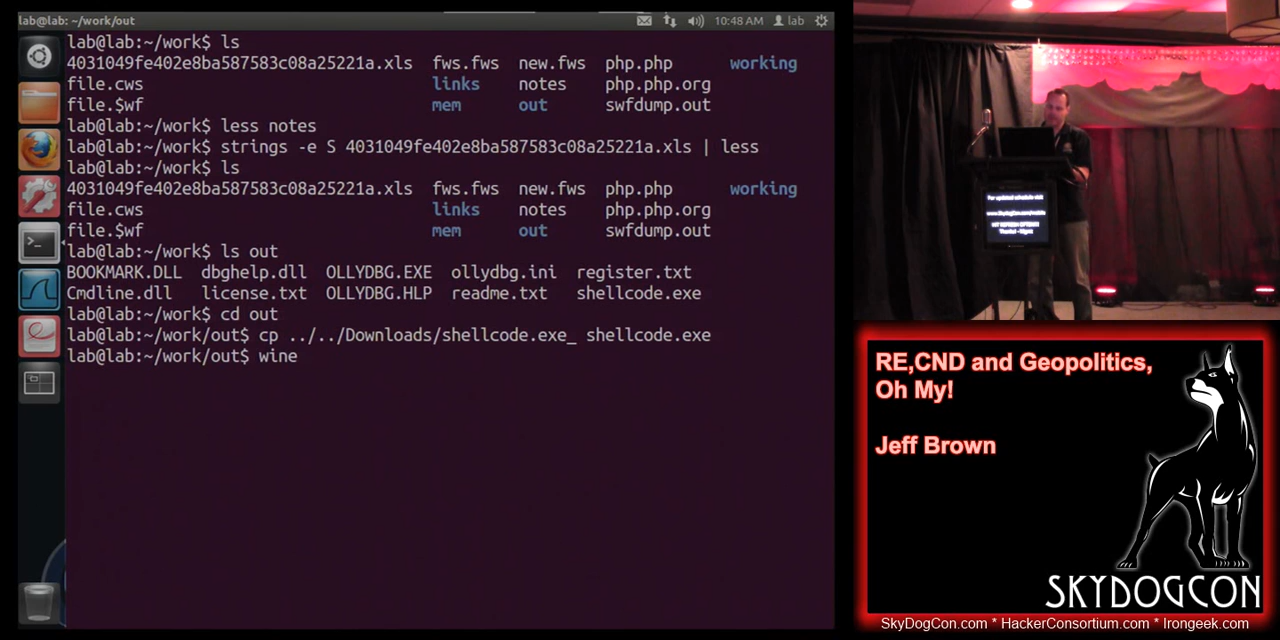 lab@lab: ~/work/out
10:48 AM
lab
lab@lab:~/work$ ls
4031049fe402e8ba587583c08a25221a.xls fws.fws new.fws php.php working
file.cws links notes php.php.org
file.$wf mem out swfdump.out
lab@lab:~/work$ less notes
lab@lab:~/work$ strings -e S 4031049fe402e8ba587583c08a25221a.xls | less
lab@lab:~/work$ ls
4031049fe402e8ba587583c08a25221a.xls fws.fws new.fws php.php working
file.cws links notes php.php.org
file.$wf mem out swfdump.out
lab@lab:~/work$ ls out
BOOKMARK.DLL dbghelp.dll OLLYDBG.EXE ollydbg.ini register.txt
Cmdline.dll license.txt OLLYDBG.HLP readme.txt shellcode.exe
lab@lab:~/work$ cd out
lab@lab:~/work/out$ cp ../../Downloads/shellcode.exe_ shellcode.exe
lab@lab:~/work/out$ wine
For updated schedule visit
RE,CND and Geopolitics,
Oh My!
Jeff Brown
SKYDOGCON
SkyDogCon.com * HackerConsortium.com * Irongeek.com